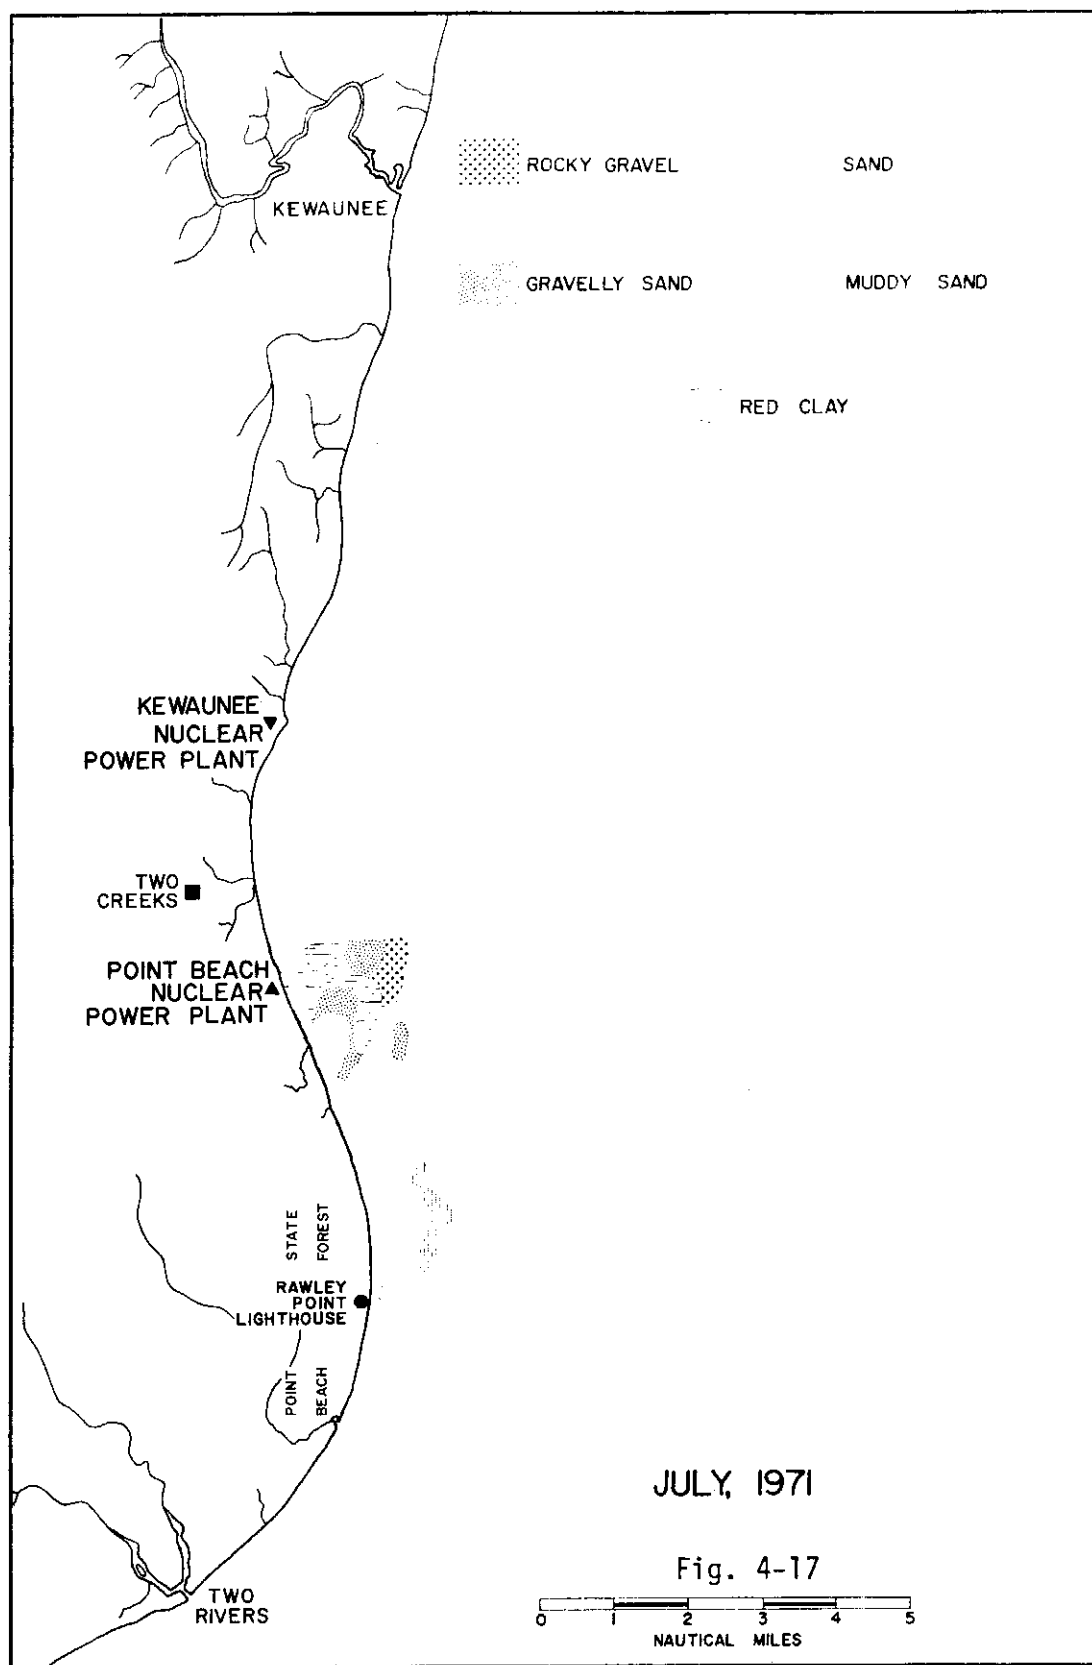 ROCKY GRAVEL
SAND
KEWAUNEE
GRAVELLY SAND
MUDDY SAND
RED CLAY
KEWAUNEE
NUCLEAR
POWER PLANT
TWO
CREEKS
POINT BEACH
NUCLEAR
POWER PLANT
STATE
FOREST
RAWLEY
POINT
LIGHTHOUSE
POINT
BEACH
JULY, 1971
Fig. 4-17
TWO
RIVERS
0 1 2 3 4 5
NAUTICAL MILES